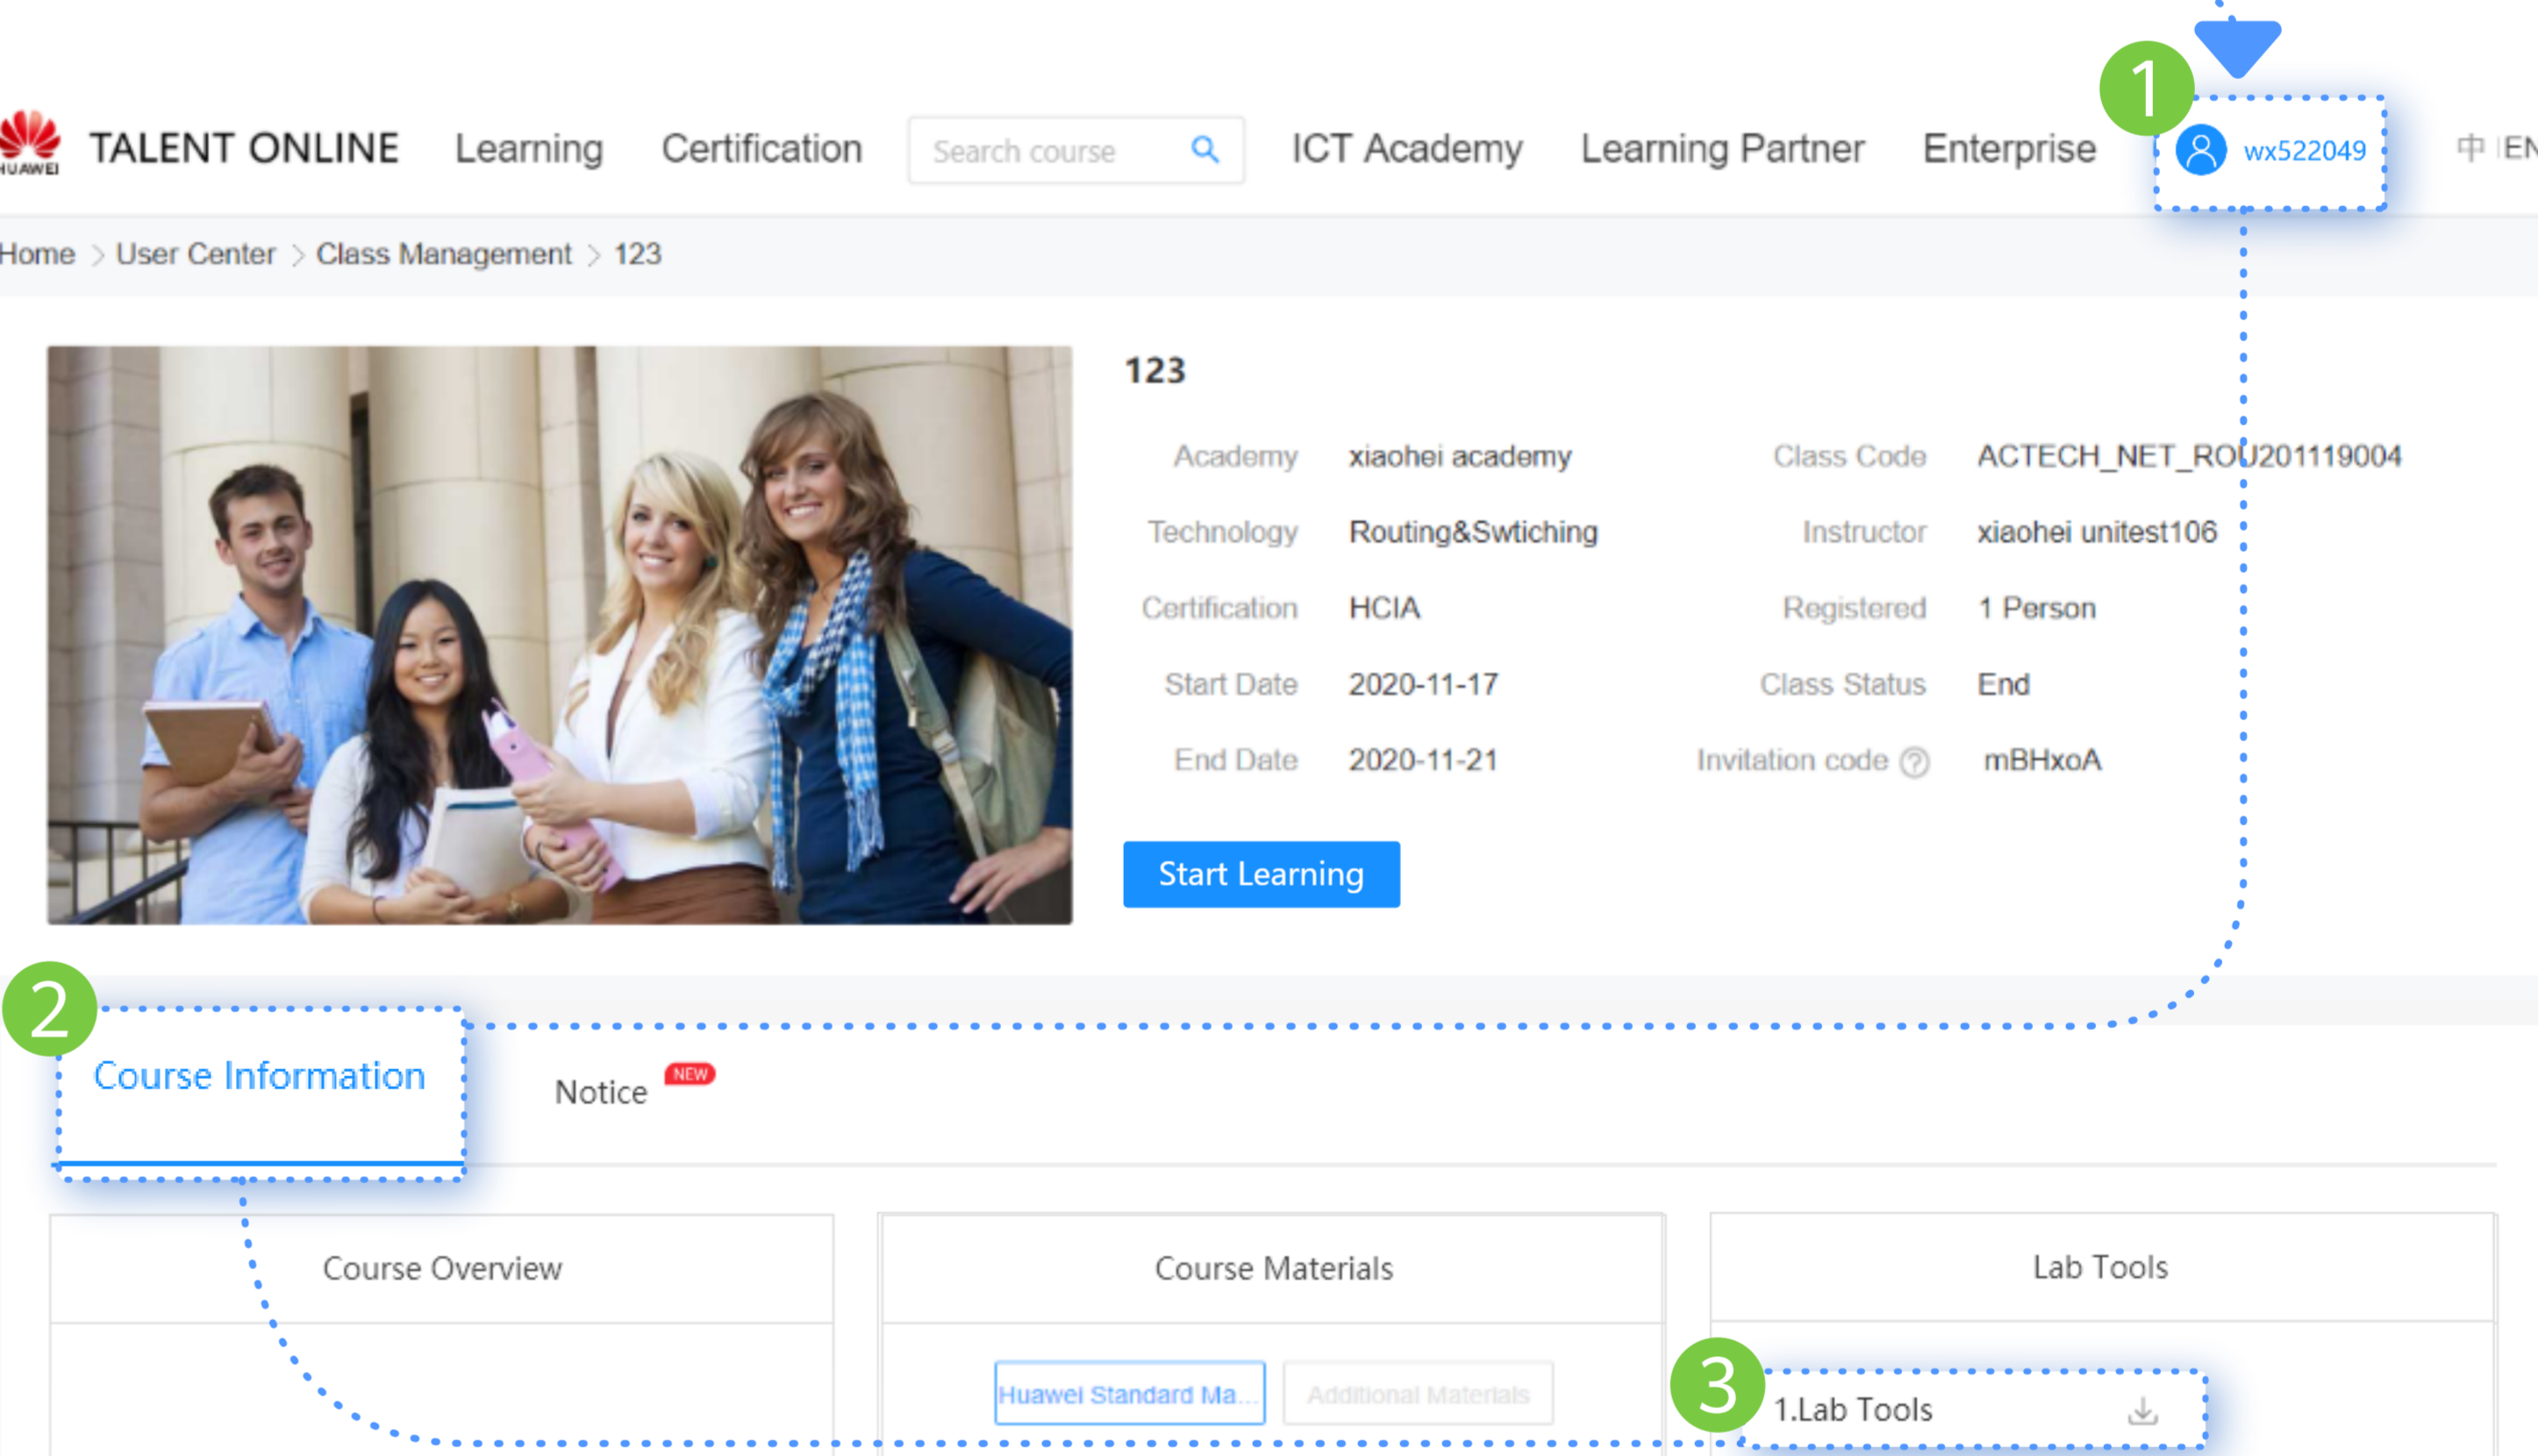 1
HUAWEI TALENT ONLINE Learning Certification Search course ICT Academy Learning Partner Enterprise wx522049 中 | EN
Home > User Center > Class Management > 123
123
Academy xiaohei academy Class Code ACTECH_NET_ROU201119004
Technology Routing&Swtiching Instructor xiaohei unitest106
Certification HCIA Registered 1 Person
Start Date 2020-11-17 Class Status End
End Date 2020-11-21 Invitation code ? mBHxoA
Start Learning
2
Course Information Notice NEW
Course Overview Course Materials Lab Tools
Huawei Standard Ma... Additional Materials
3 1.Lab Tools